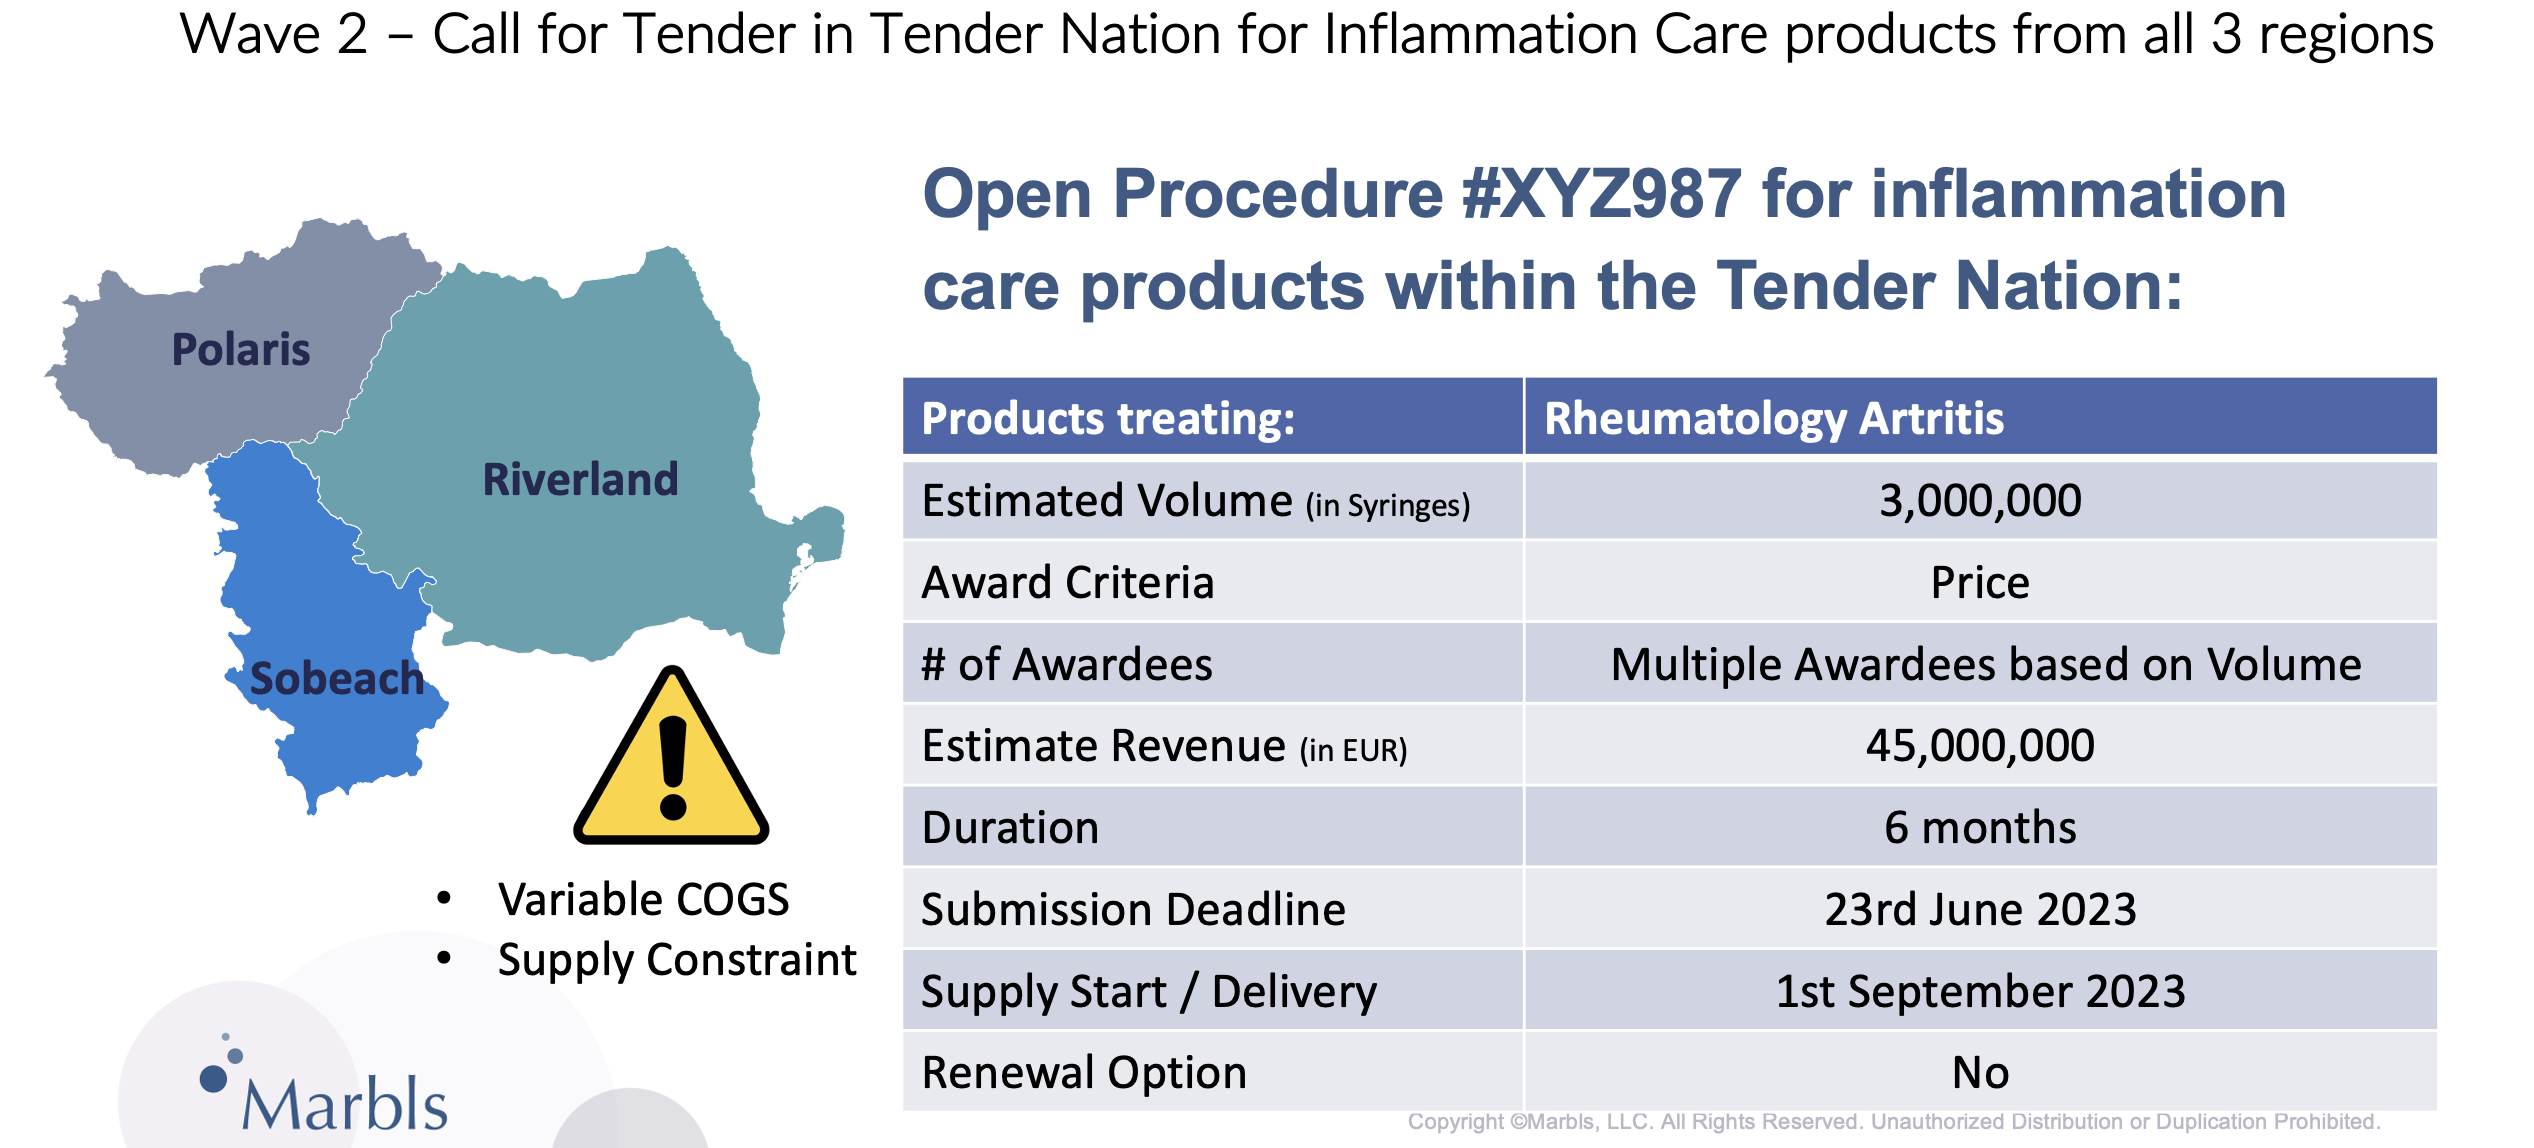 Wave 2 – Call for Tender in Tender Nation for Inflammation Care products from all 3 regions
Open Procedure #XYZ987 for inflammation
care products within the Tender Nation:
Polaris
Riverland
Sobeach
• Variable COGS
• Supply Constraint
Products treating: Rheumatology Artritis
Estimated Volume (in Syringes) 3,000,000
Award Criteria Price
# of Awardees Multiple Awardees based on Volume
Estimate Revenue (in EUR) 45,000,000
Duration 6 months
Submission Deadline 23rd June 2023
Supply Start / Delivery 1st September 2023
Renewal Option No
Marbls
Copyright ©Marbls, LLC. All Rights Reserved. Unauthorized Distribution or Duplication Prohibited.